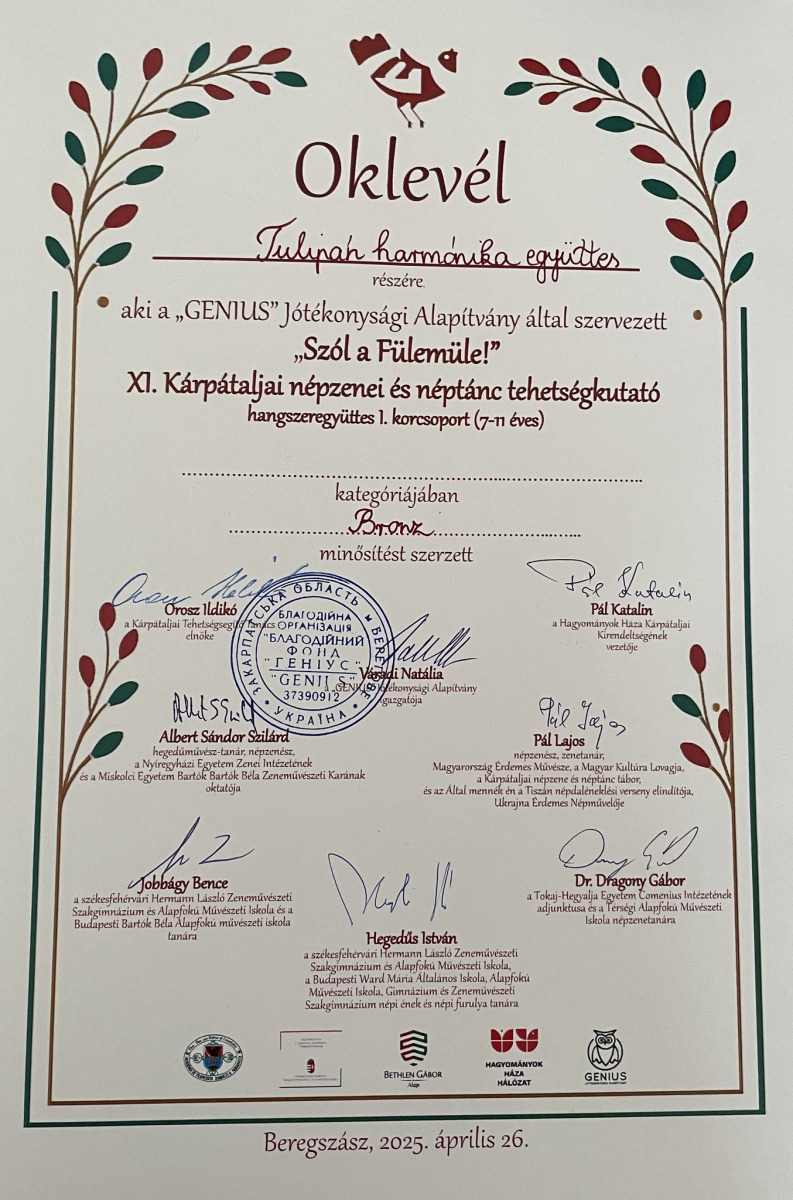 Oklevél
Tulipán harmónika együttes
részére.
aki a „GENIUS” Jótékonysági Alapítvány által szervezett
„Szól a Fülemüle!”
XI. Kárpátaljai népzenei és néptánc tehetségkutató
hangszeregyüttes I. korcsoport (7-11 éves)
kategóriájában
Bronz
minősítést szerzett
Orosz Ildikó
a Kárpátaljai Tehetségsegítő Tanács
elnöke
Pál Katalin
a Hagyományok Háza Kárpátaljai
Kirendeltségének
vezetője
ЗАКАРПАТСЬКА ОБЛАСТЬ
БЛАГОДІЙНА
ОРГАНІЗАЦІЯ
"БЛАГОДІЙНИЙ
ФОНД
"ГЕНІУС"
"GENIUS"
37390912
УКРАЇНА
Váradi Natália
a „GENIUS” Jótékonysági Alapítvány
igazgatója
Albert Sándor Szilárd
hegedűművész-tanár, népzenész,
a Nyíregyházi Egyetem Zenei Intézetének
és a Miskolci Egyetem Bartók Bartók Béla Zeneművészeti Karának
oktatója
Pál Lajos
népzenész, zenetanár,
Magyarország Érdemes Művésze, a Magyar Kultúra Lovagja,
a Kárpátaljai népzene és néptánc tábor,
és az Által mennék én a Tiszán népdaléneklési verseny elindítója,
Ukrajna Érdemes Népművelője
Jobbágy Bence
a székesfehérvári Hermann László Zeneművészeti
Szakgimnázium és Alapfokú Művészeti Iskola és a
Budapesti Bartók Béla Alapfokú művészeti iskola
tanára
Dr. Dragony Gábor
a Tokaj-Hegyalja Egyetem Comenius Intézetének
adjunktusa és a Térségi Alapfokú Művészeti
Iskola népzenetanára
Hegedűs István
a székesfehérvári Hermann László Zeneművészeti
Szakgimnázium és Alapfokú Művészeti Iskola,
a Budapesti Ward Mária Általános Iskola, Alapfokú
Művészeti Iskola, Gimnázium és Zeneművészeti
Szakgimnázium népi ének és népi furulya tanára
BETHLEN GÁBOR
Alap
HAGYOMÁNYOK
HÁZA
HÁLÓZAT
GENIUS
Beregszász, 2025. április 26.